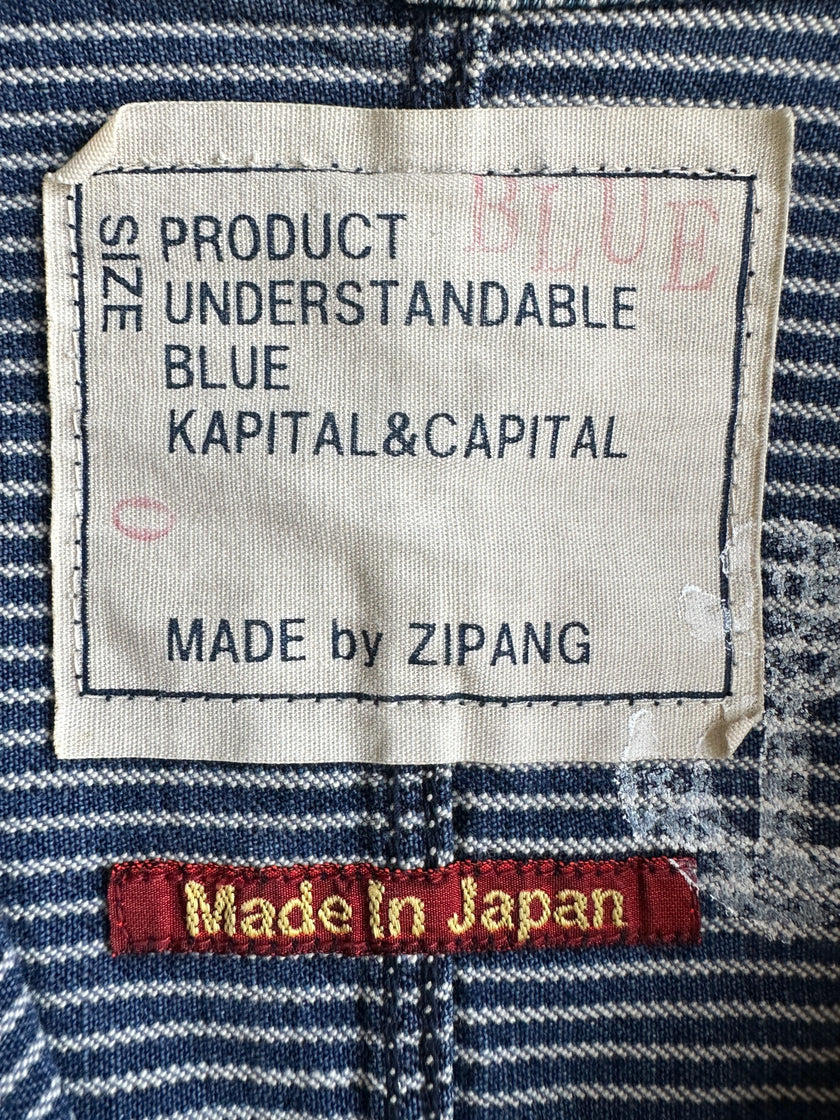 BLUE
SIZE
PRODUCT
UNDERSTANDABLE
BLUE
KAPITAL&CAPITAL
0
MADE by ZIPANG
Made In Japan